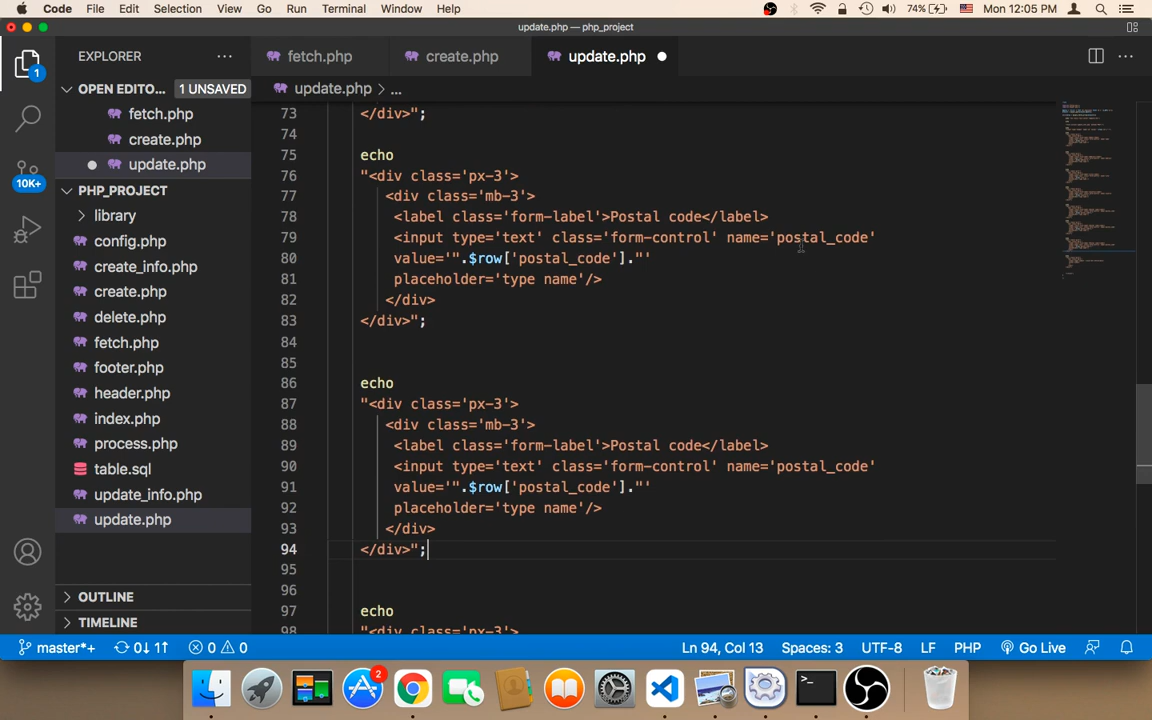 Code File Edit Selection View Go Run Terminal Window Help 74% Mon 12:05 PM
update.php — php_project
EXPLORER
fetch.php create.php update.php
1
OPEN EDITO... 1 UNSAVED
update.php > ...
fetch.php
create.php
update.php
10K+
PHP_PROJECT
library
config.php
create_info.php
create.php
delete.php
fetch.php
footer.php
header.php
index.php
process.php
table.sql
update_info.php
update.php
OUTLINE
TIMELINE
73 </div>";
74
75 echo
76 "<div class='px-3'>
77 <div class='mb-3'>
78 <label class='form-label'>Postal code</label>
79 <input type='text' class='form-control' name='postal_code'
80 value='".$row['postal_code']."'
81 placeholder='type name'/>
82 </div>
83 </div>";
84
85
86 echo
87 "<div class='px-3'>
88 <div class='mb-3'>
89 <label class='form-label'>Postal code</label>
90 <input type='text' class='form-control' name='postal_code'
91 value='".$row['postal_code']."'
92 placeholder='type name'/>
93 </div>
94 </div>";
95
96
97 echo
98 "<div class='px-3'>
master*+ 0↓ 1↑ 0 0 Ln 94, Col 13 Spaces: 3 UTF-8 LF PHP Go Live
2